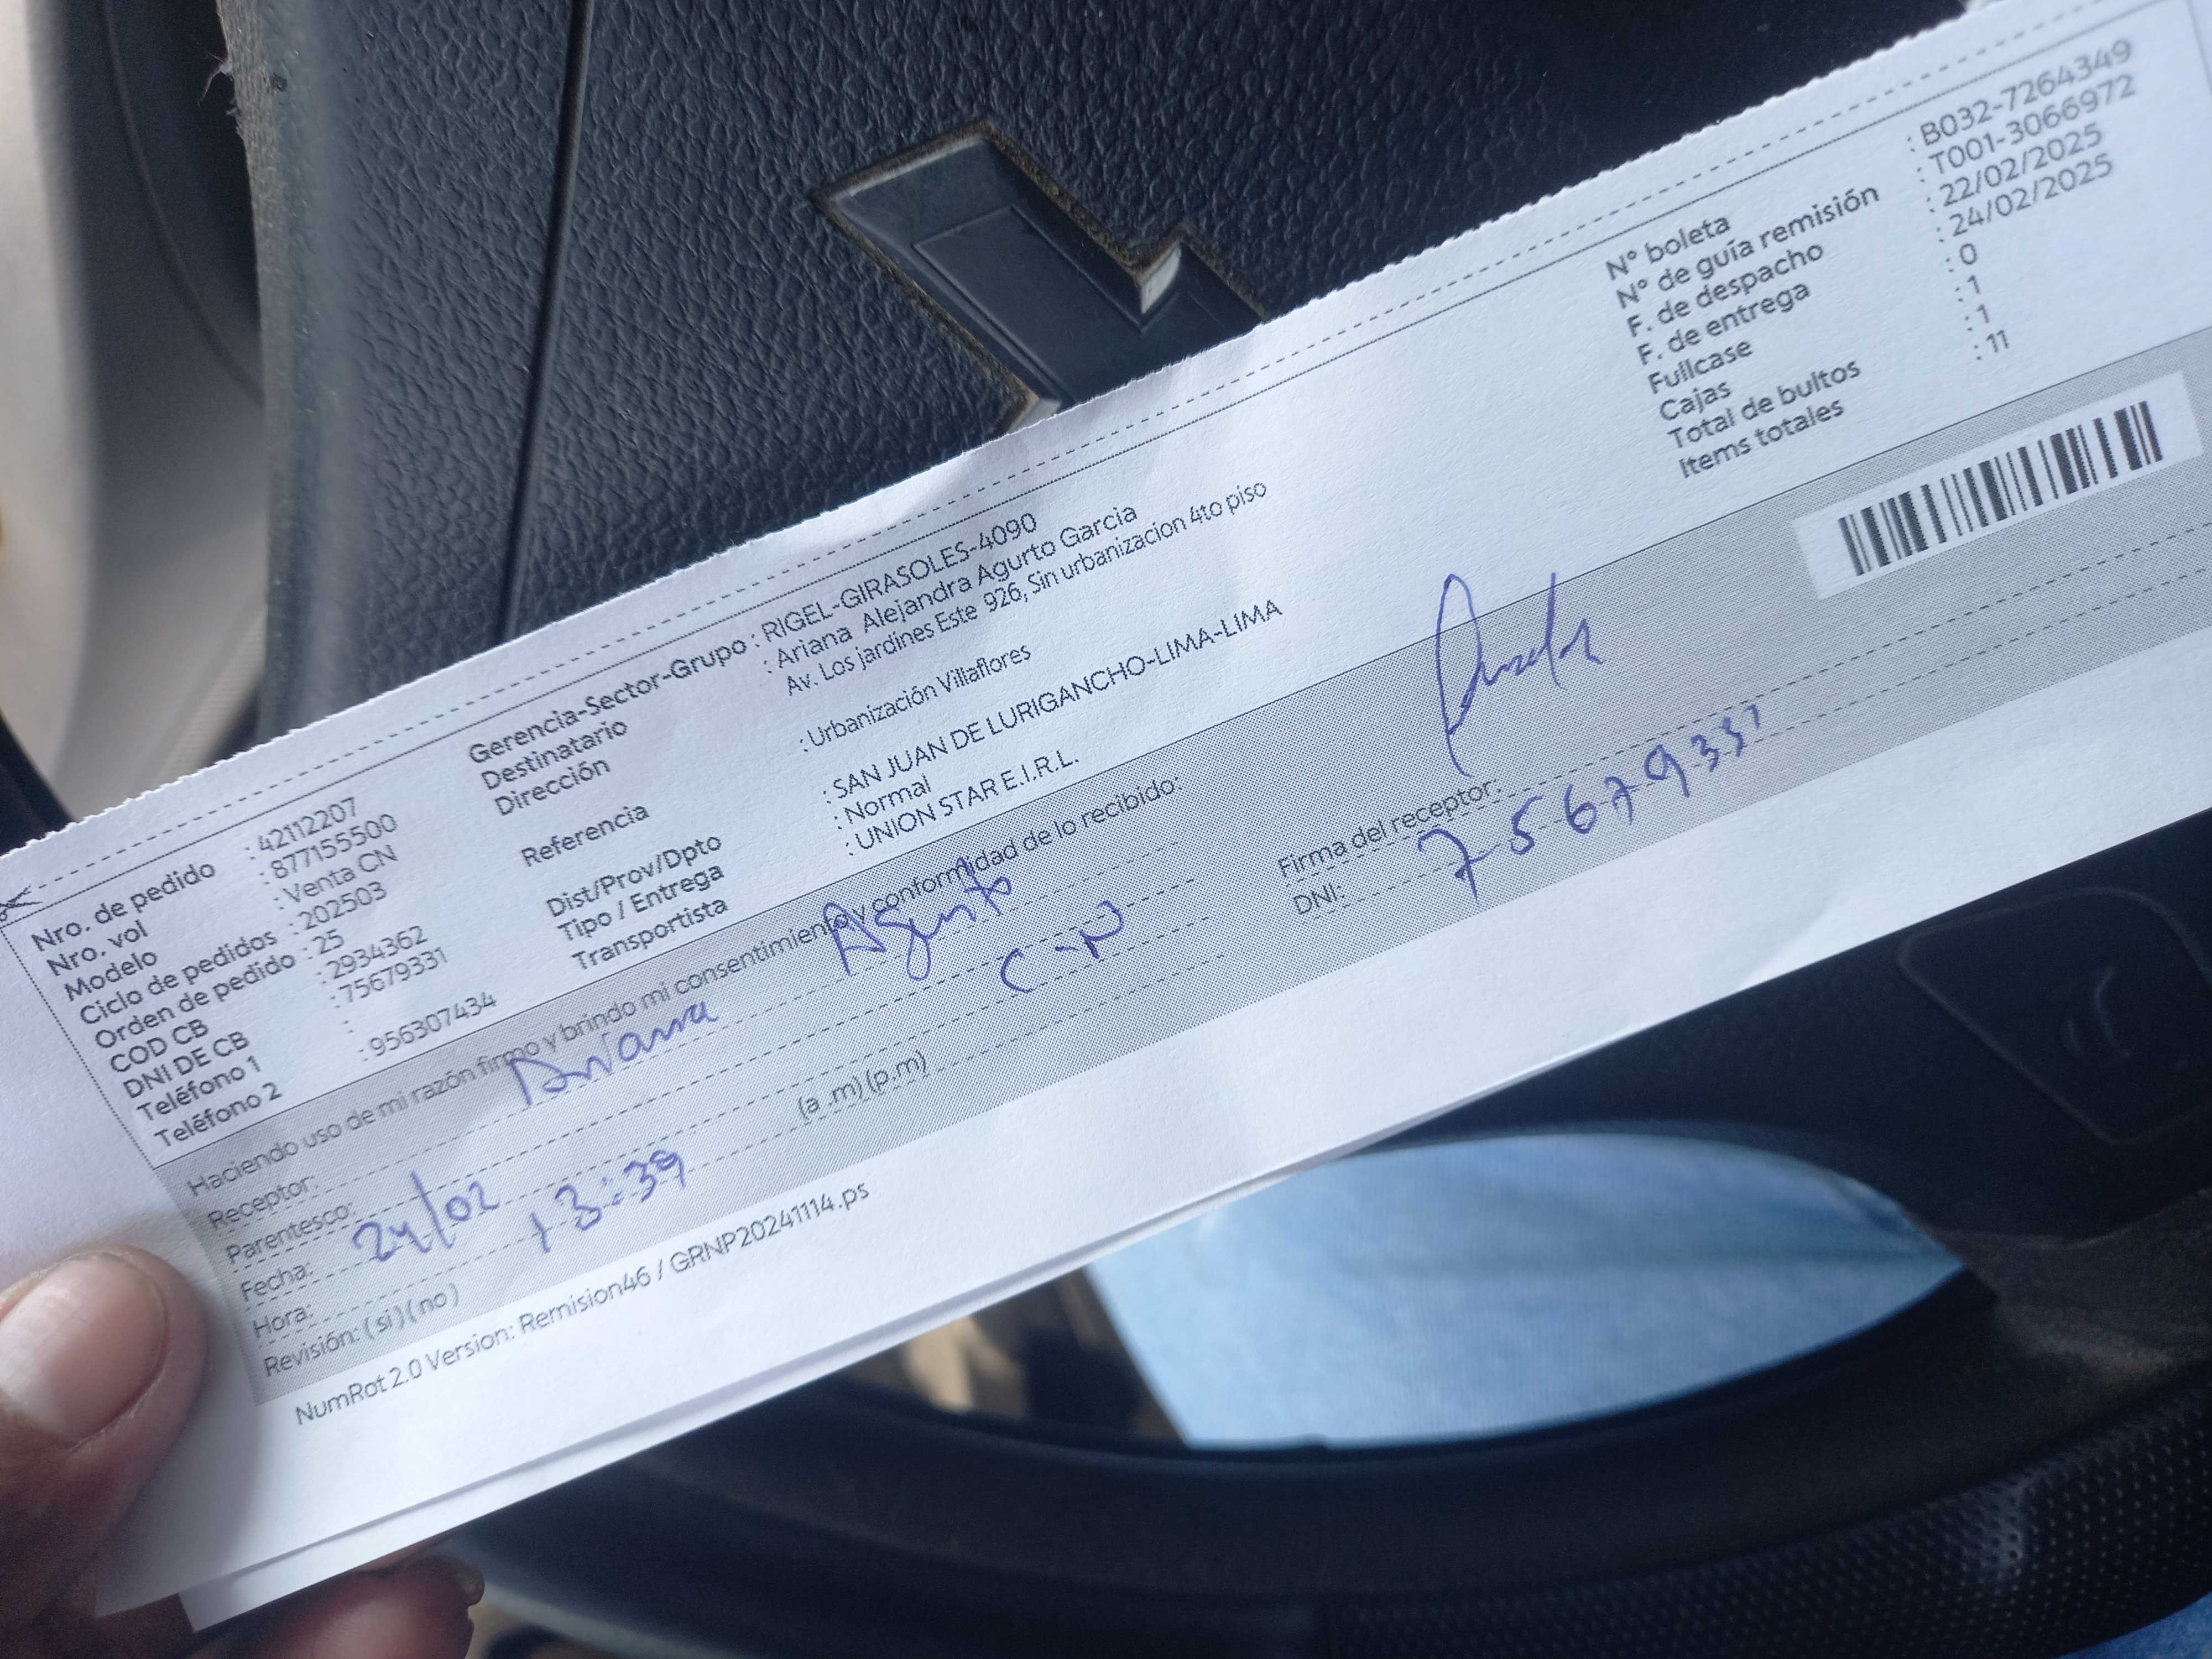 Nro. de pedido : 42112207
Nro. vol : 877155500
Modelo : Venta CN
Ciclo de pedidos : 202503
Orden de pedido : 25
COD CB : 2934362
DNI DE CB : 75679331
Teléfono 1 :
Teléfono 2 : 956307434
Gerencia-Sector-Grupo : RIGEL-GIRASOLES-4090
Destinatario : Ariana Alejandra Agurto Garcia
Dirección Av. Los jardines Este 926, Sin urbanizacion 4to piso
Referencia : Urbanización Villaflores
Dist/Prov/Dpto : SAN JUAN DE LURIGANCHO-LIMA-LIMA
Tipo / Entrega : Normal
Transportista : UNION STAR E.I.R.L.
N° boleta : B032-7264349
N° de guía remisión : T001-3066972
F. de despacho : 22/02/2025
F. de entrega : 24/02/2025
Fullcase : 0
Cajas : 1
Total de bultos : 1
Items totales : 11
Haciendo uso de mi razón firmo y brindo mi consentimiento y conformidad de lo recibido:
Receptor: Ariana Agurto
Parentesco: C.N
Fecha: 24/02
Hora: 13:39 (a .m) (p.m)
Revisión: (si) (no)
Firma del receptor:
DNI: 75679331
NumRot 2.0 Version: Remision46 / GRNP20241114.ps